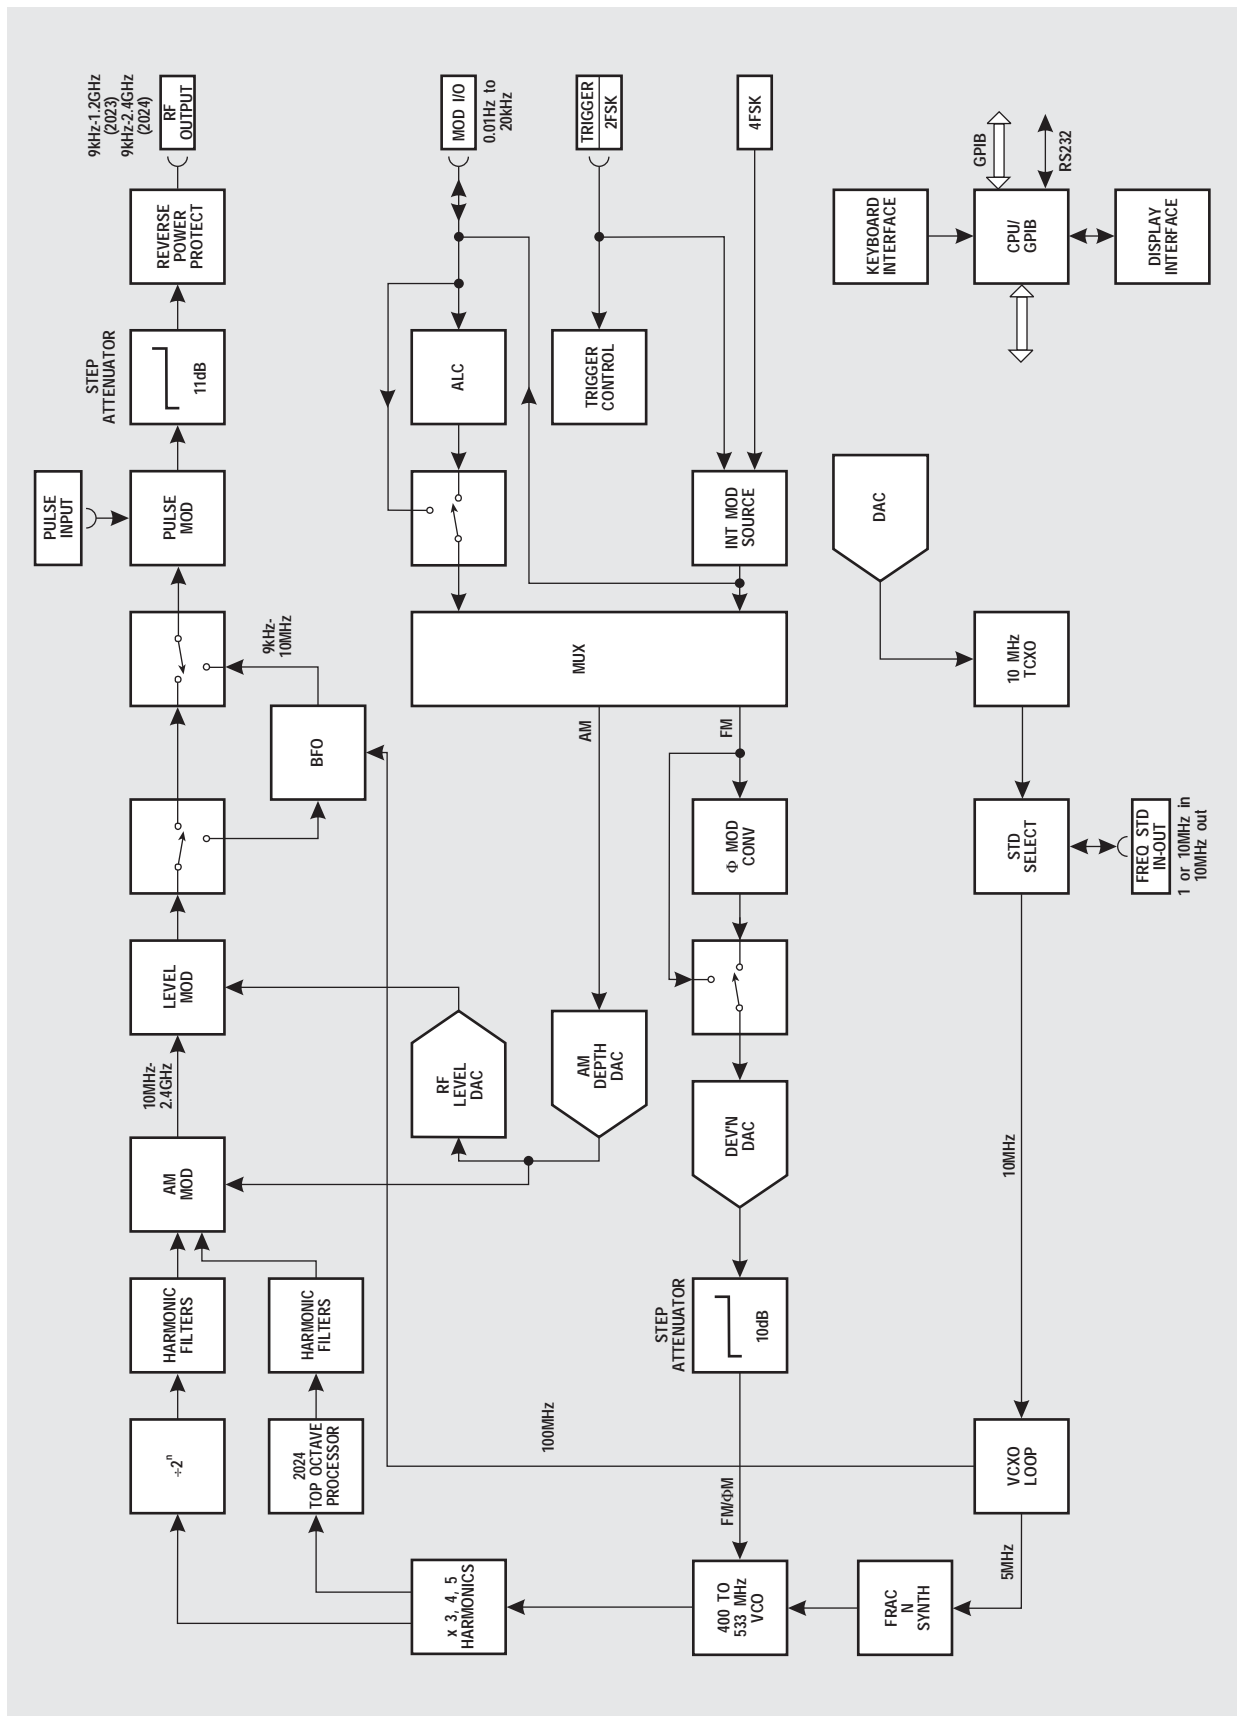 9kHz-1.2GHz
(2023)
9kHz-2.4GHz
(2024)
RF
OUTPUT
MOD I/O
0.01Hz to
20kHz
TRIGGER
2FSK
4FSK
GPIB
RS232
REVERSE
POWER
PROTECT
KEYBOARD
INTERFACE
CPU/
GPIB
DISPLAY
INTERFACE
STEP
ATTENUATOR
11dB
ALC
TRIGGER
CONTROL
PULSE
INPUT
PULSE
MOD
INT MOD
SOURCE
DAC
9kHz-
10MHz
MUX
10 MHz
TCXO
BFO
AM
FM
Φ MOD
CONV
STD
SELECT
FREQ STD
IN-OUT
1 or 10MHz in
10MHz out
LEVEL
MOD
10MHz-
2.4GHz
RF
LEVEL
DAC
AM
DEPTH
DAC
DEV'N
DAC
AM
MOD
10MHz
HARMONIC
FILTERS
HARMONIC
FILTERS
STEP
ATTENUATOR
10dB
÷2ⁿ
2024
TOP OCTAVE
PROCESSOR
100MHz
FM/ΦM
VCXO
LOOP
5MHz
x 3, 4, 5
HARMONICS
400 TO
533 MHz
VCO
FRAC
N
SYNTH